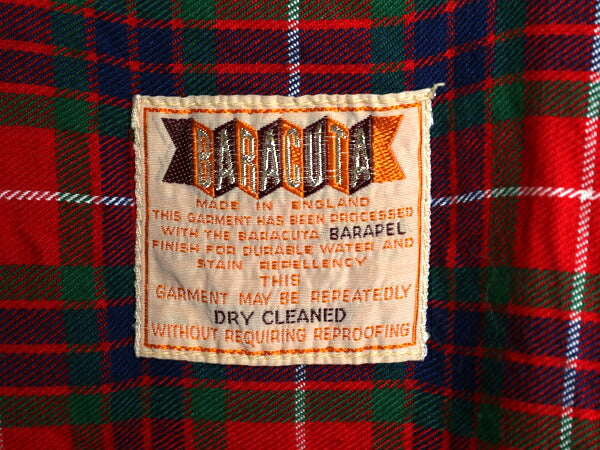 BARACUTA
MADE IN ENGLAND
THIS GARMENT HAS BEEN PROCESSED
WITH THE BARACUTA BARAPEL
FINISH FOR DURABLE WATER AND
STAIN REPELLENCY
THIS
GARMENT MAY BE REPEATEDLY
DRY CLEANED
WITHOUT REQUIRING REPROOFING